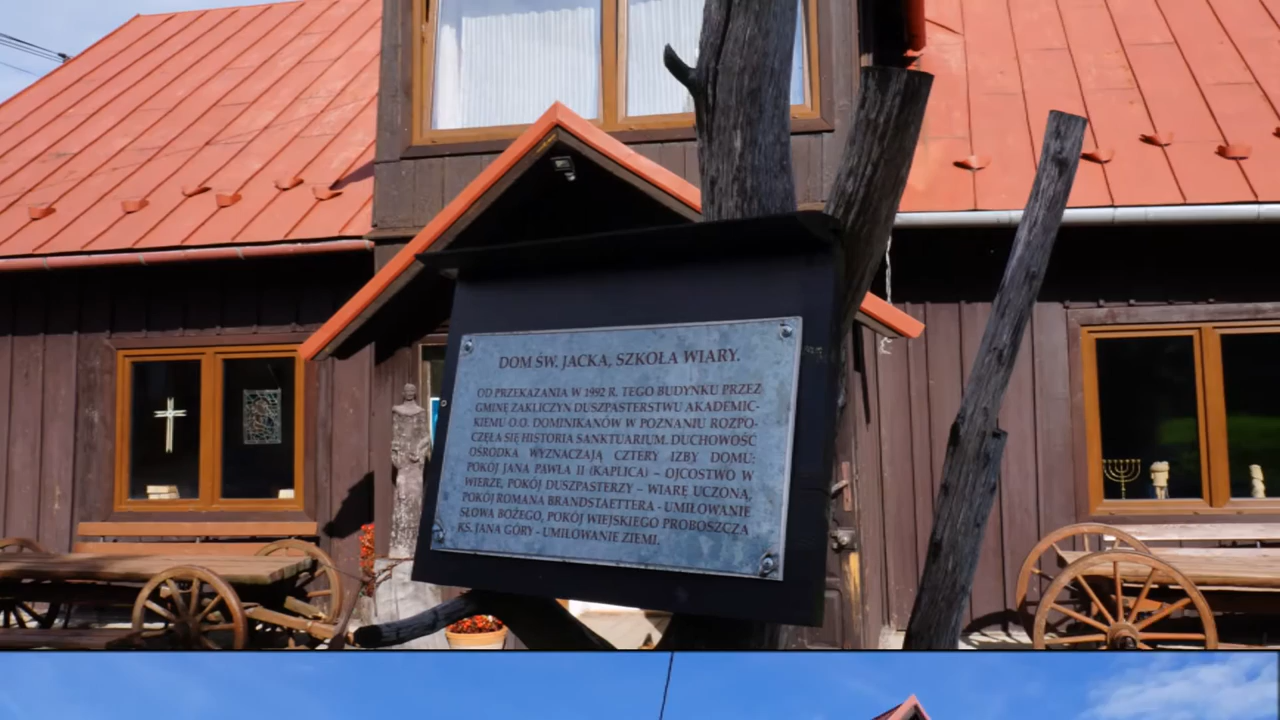 DOM ŚW. JACKA, SZKOŁA WIARY.
OD PRZEKAZANIA W 1992 R. TEGO BUDYNKU PRZEZ
GMINĘ ZAKLICZYN DUSZPASTERSTWU AKADEMIC-
KIEMU O.O. DOMINIKANÓW W POZNANIU ROZPO-
CZĘŁA SIĘ HISTORIA SANKTUARIUM. DUCHOWOŚĆ
OŚRODKA WYZNACZAJĄ CZTERY IZBY DOMU:
POKÓJ JANA PAWŁA II (KAPLICA) – OJCOSTWO W
WIERZE, POKÓJ DUSZPASTERZY – WIARĘ UCZONĄ,
POKÓJ ROMANA BRANDSTAETTERA - UMIŁOWANIE
SŁOWA BOŻEGO, POKÓJ WIEJSKIEGO PROBOSZCZA
KS. JANA GÓRY - UMIŁOWANIE ZIEMI.